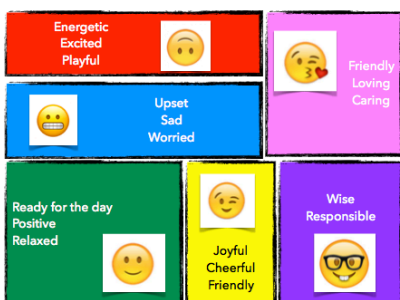 Energetic
Excited
Playful
Friendly
Loving
Caring
Upset
Sad
Worried
Ready for the day
Positive
Relaxed
Joyful
Cheerful
Friendly
Wise
Responsible